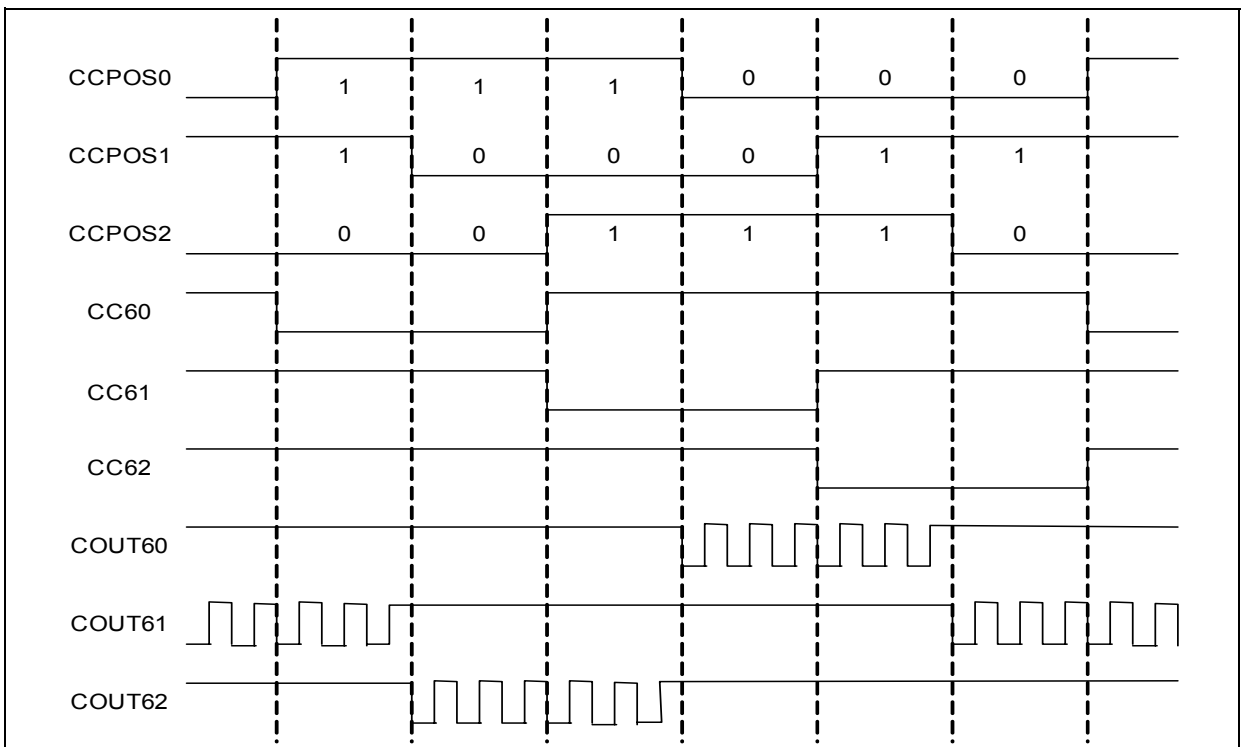 CCPOS0 1 1 1 0 0 0
CCPOS1 1 0 0 0 1 1
CCPOS2 0 0 1 1 1 0
CC60
CC61
CC62
COUT60
COUT61
COUT62